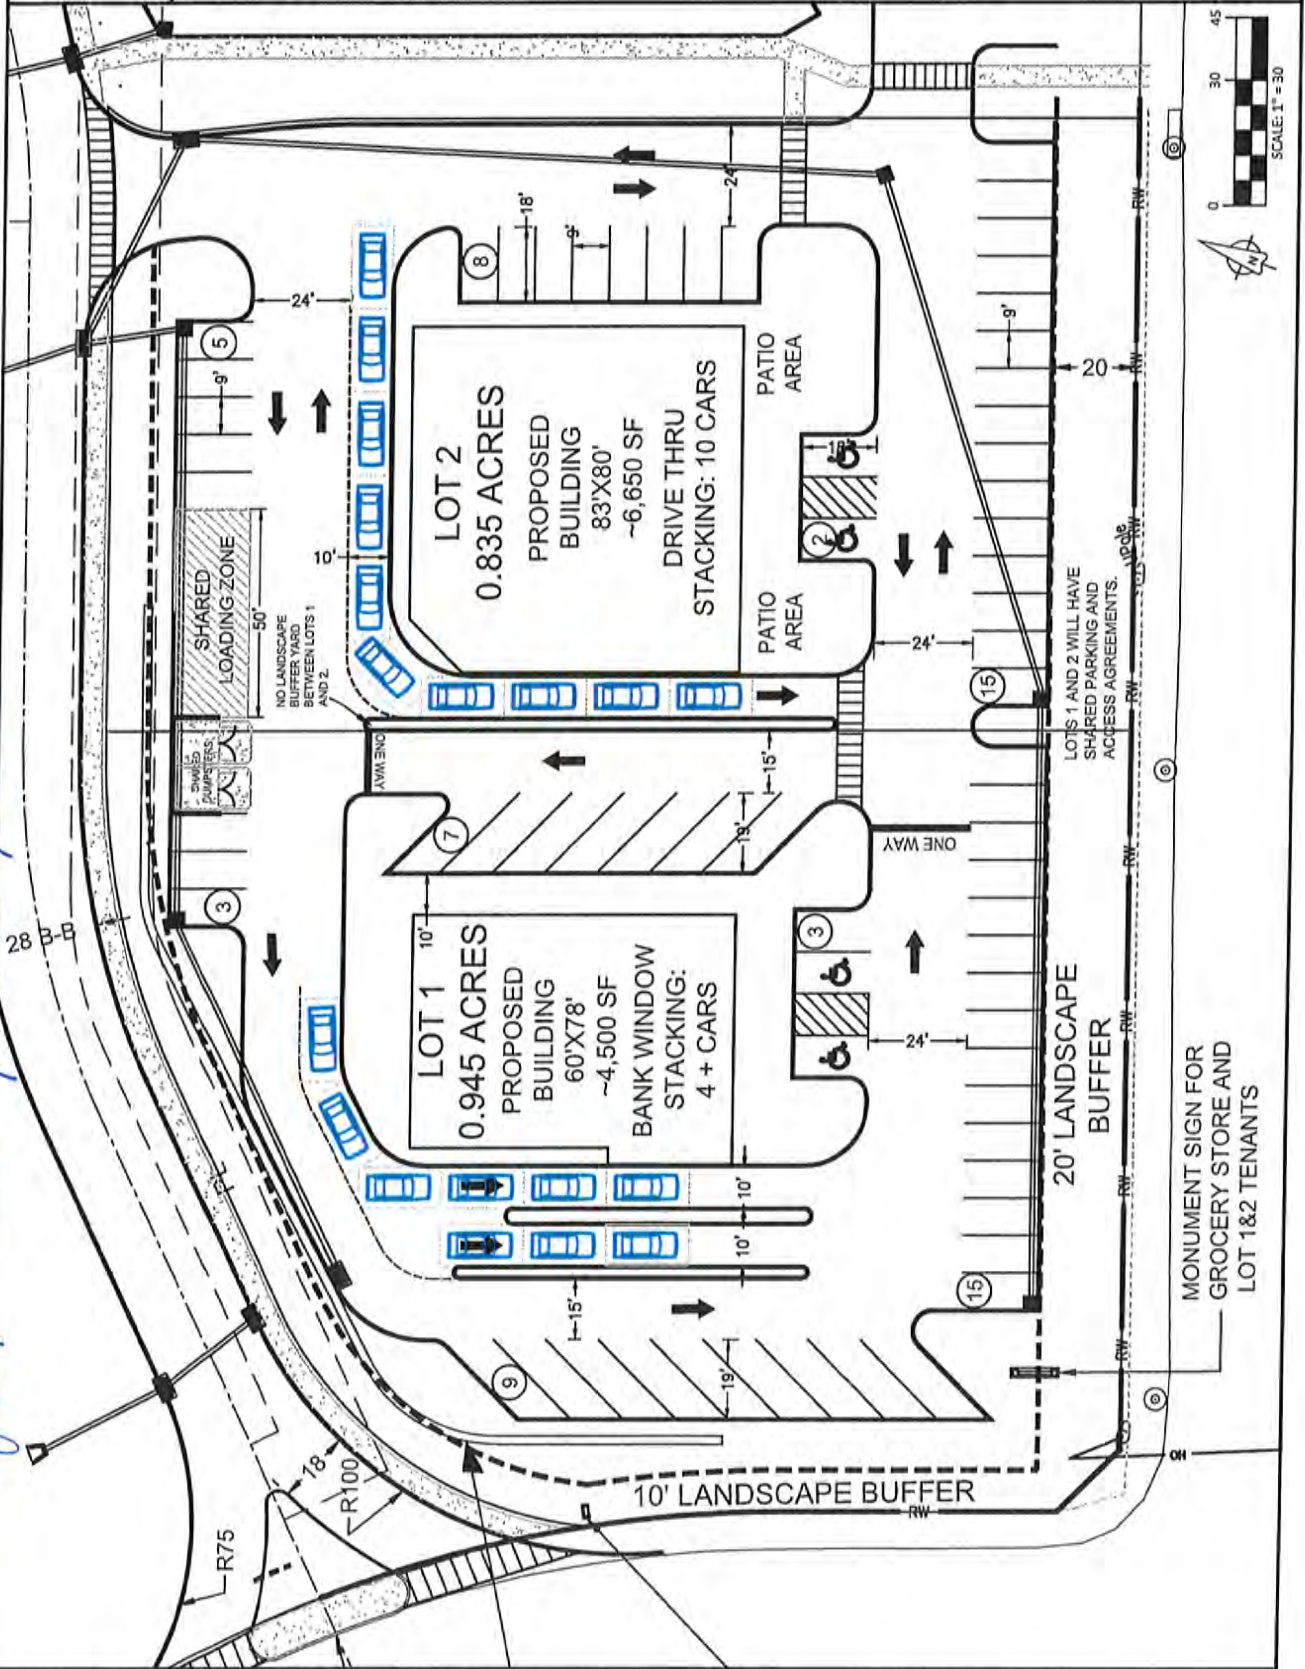 28 B-B
R75
18'
R100
10' LANDSCAPE BUFFER
RW
OH
3
SHARED
DUMPSTERS
SHARED
LOADING ZONE
50'
9'
5
24'
10'
NO LANDSCAPE
BUFFER YARD
BETWEEN LOTS 1
AND 2.
ONE WAY
LOT 1
0.945 ACRES
PROPOSED
BUILDING
60'X78'
~4,500 SF
BANK WINDOW
STACKING:
4 + CARS
10'
10'
10'
15'
19'
9
7
19'
15'
LOT 2
0.835 ACRES
PROPOSED
BUILDING
83'X80'
~6,650 SF
DRIVE THRU
STACKING: 10 CARS
PATIO
AREA
PATIO
AREA
8
18'
9'
24'
3
24'
ONE WAY
2
18'
24'
15
15
9'
20
20' LANDSCAPE
BUFFER
LOTS 1 AND 2 WILL HAVE
SHARED PARKING AND
ACCESS AGREEMENTS.
RW
RW
RW
RW
RW
UPole
RW
RW
RW
MONUMENT SIGN FOR
GROCERY STORE AND
LOT 1&2 TENANTS
N
0
30
45
SCALE: 1" = 30